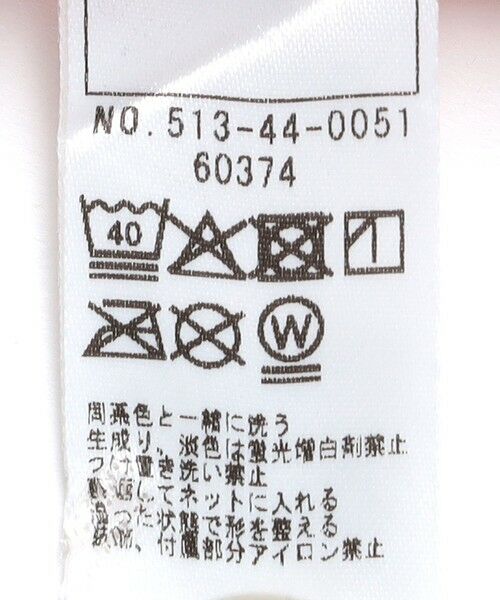 NO.513-44-0051
60374
40
W
同系色と一緒に洗う
生成り、淡色は蛍光増白剤禁止
つけ置き洗い禁止
してネットに入れる
った状態で形を整える
、付属部分アイロン禁止